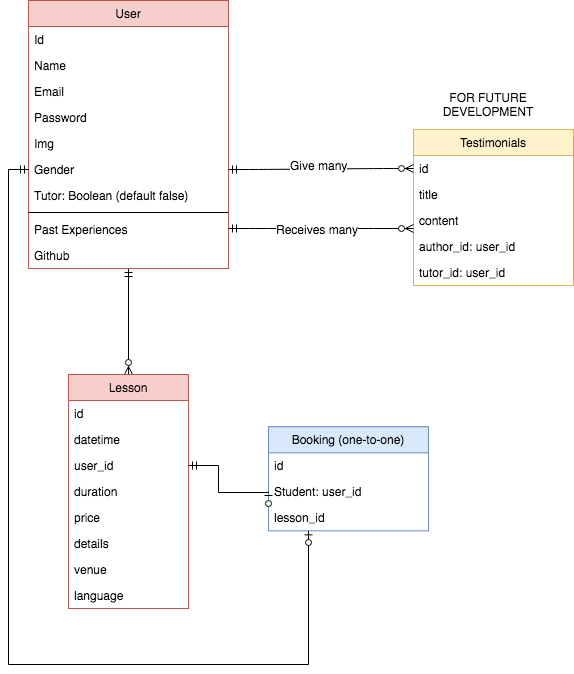 User
Id
Name
Email
Password
Img
Gender
Tutor: Boolean (default false)
Past Experiences
Github
Give many
Receives many
FOR FUTURE
DEVELOPMENT
Testimonials
id
title
content
author_id: user_id
tutor_id: user_id
Lesson
id
datetime
user_id
duration
price
details
venue
language
Booking (one-to-one)
id
Student: user_id
lesson_id